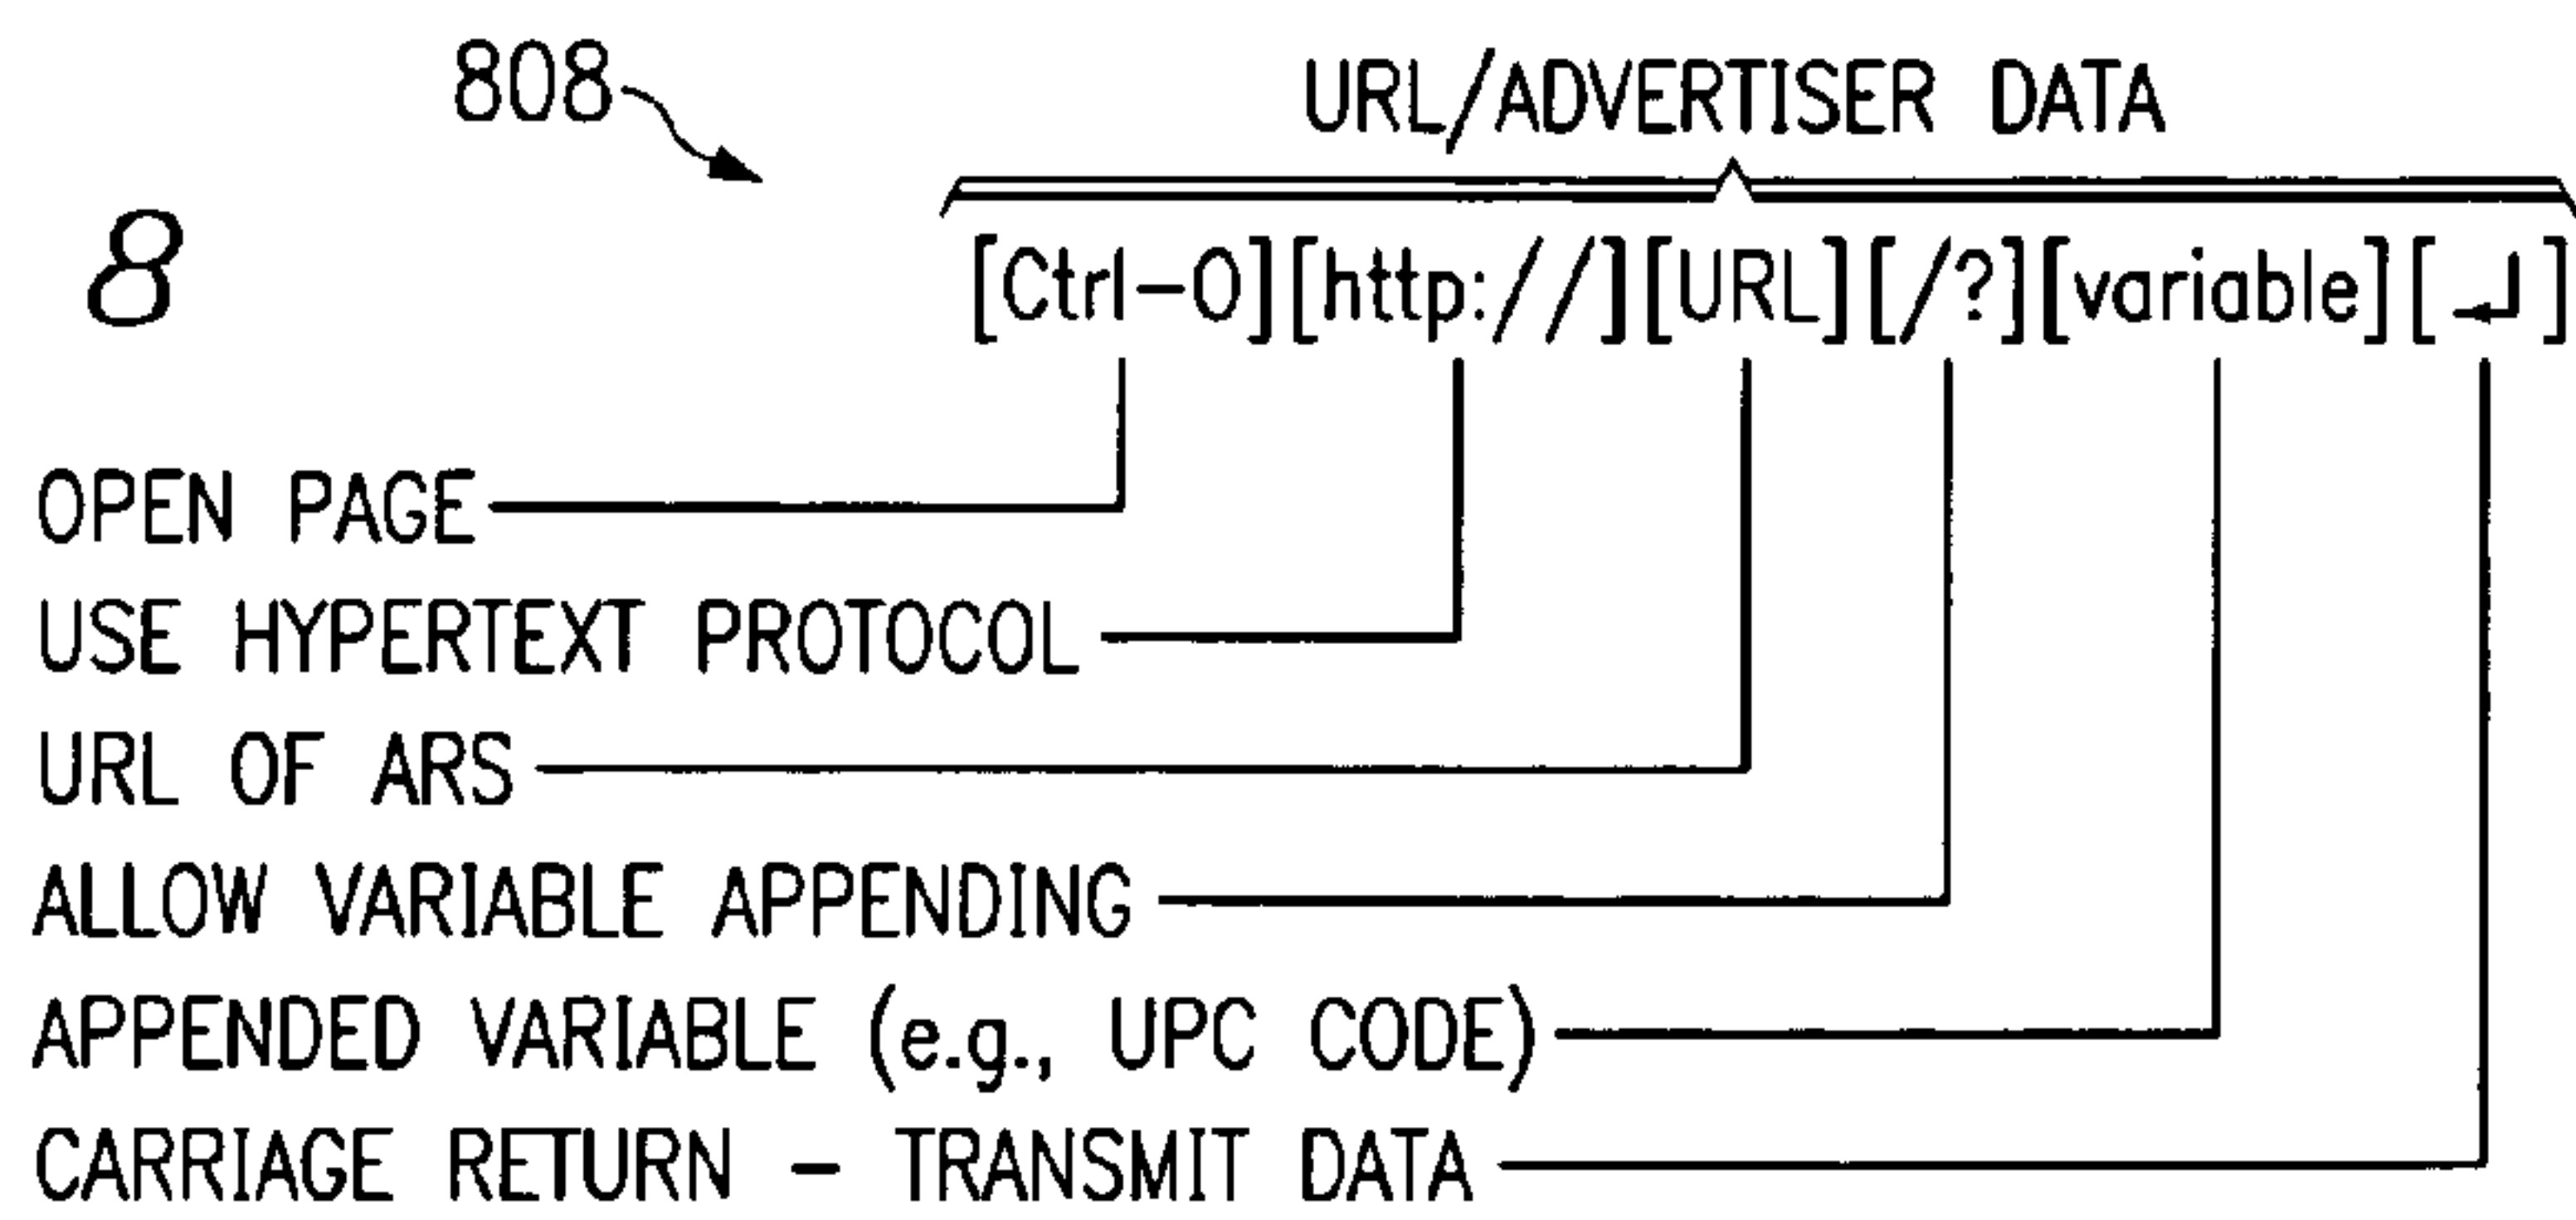 808
URL/ADVERTISER DATA
8
[Ctrl-O][http://][URL][/?][variable][↵]
OPEN PAGE
USE HYPERTEXT PROTOCOL
URL OF ARS
ALLOW VARIABLE APPENDING
APPENDED VARIABLE (e.g., UPC CODE)
CARRIAGE RETURN - TRANSMIT DATA